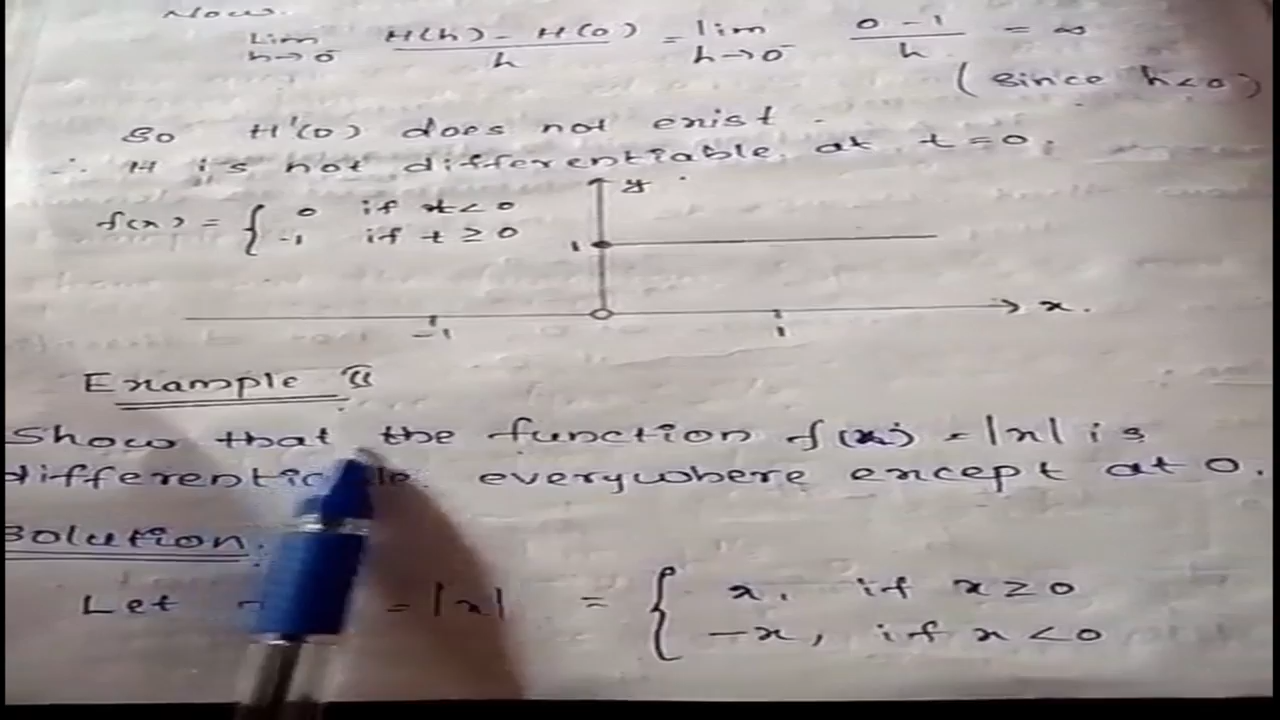 Now.
Lim h→0⁻ H(h) - H(0) / h = lim h→0⁻ 0 - 1 / h = ∞
(since h<0)
So H'(0) does not exist.
∴ H is not differentiable at t=0.
y
f(x) = { 0 if t<0
-1 if t ≥ 0
1
-1 1 x.
Example
Show that the function f(x) = |x| is
everywhere except at 0.
Solution.
Let = |x| = { x, if x ≥ 0
-x, if x < 0